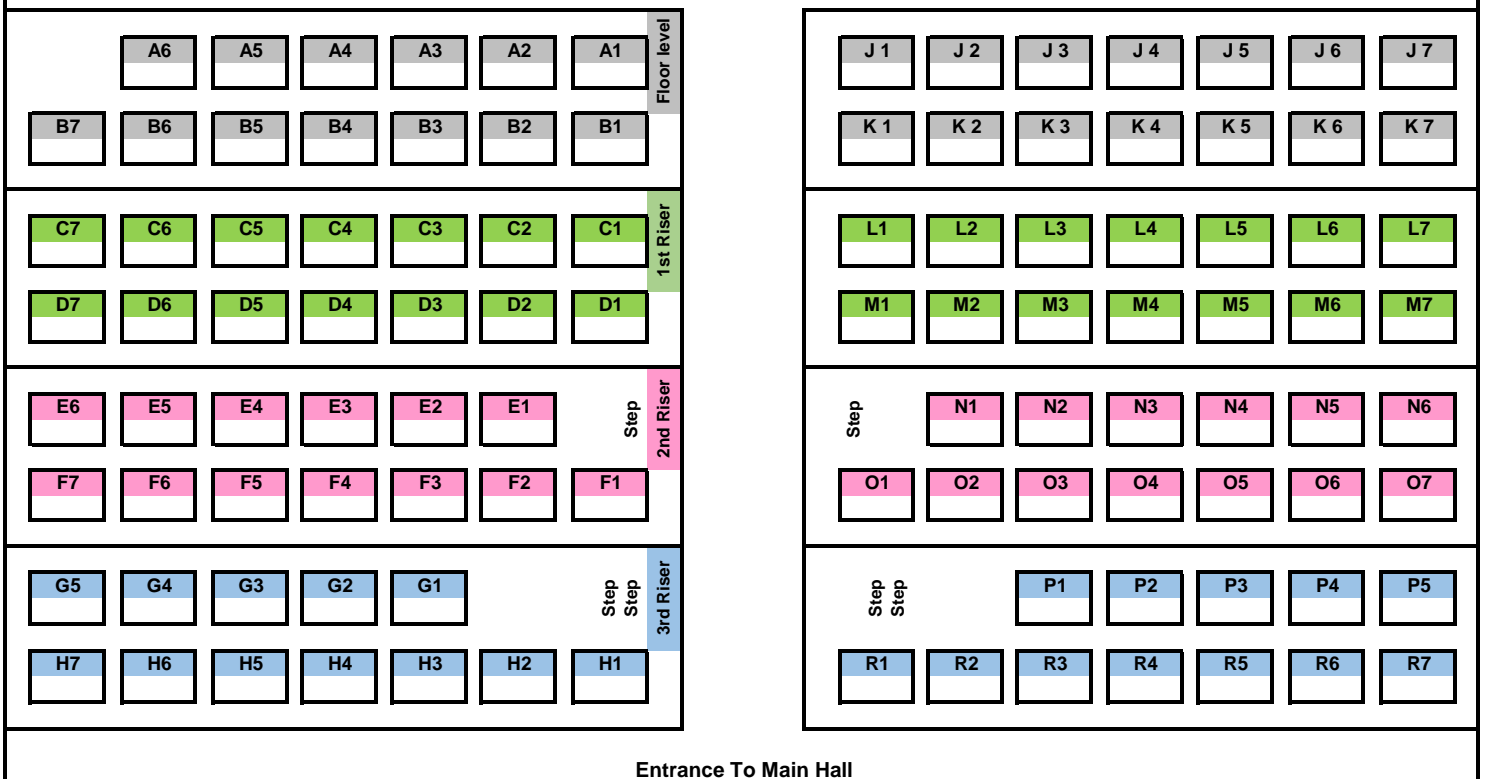 A6 A5 A4 A3 A2 A1 Floor level J 1 J 2 J 3 J 4 J 5 J 6 J 7
B7 B6 B5 B4 B3 B2 B1 K 1 K 2 K 3 K 4 K 5 K 6 K 7
C7 C6 C5 C4 C3 C2 C1 1st Riser L1 L2 L3 L4 L5 L6 L7
D7 D6 D5 D4 D3 D2 D1 M1 M2 M3 M4 M5 M6 M7
E6 E5 E4 E3 E2 E1 Step 2nd Riser Step N1 N2 N3 N4 N5 N6
F7 F6 F5 F4 F3 F2 F1 O1 O2 O3 O4 O5 O6 O7
G5 G4 G3 G2 G1 Step Step 3rd Riser Step Step P1 P2 P3 P4 P5
H7 H6 H5 H4 H3 H2 H1 R1 R2 R3 R4 R5 R6 R7
Entrance To Main Hall